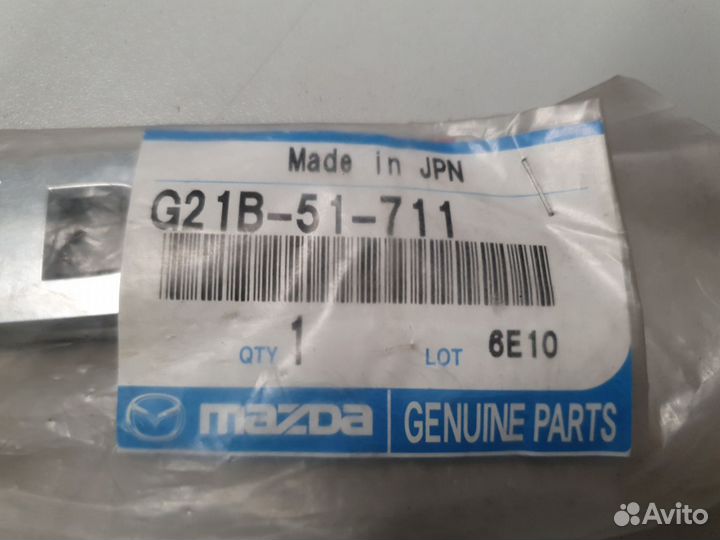 Made in JPN
G21B-51-711
QTY 1 LOT 6E10
mazda GENUINE PARTS
Avito